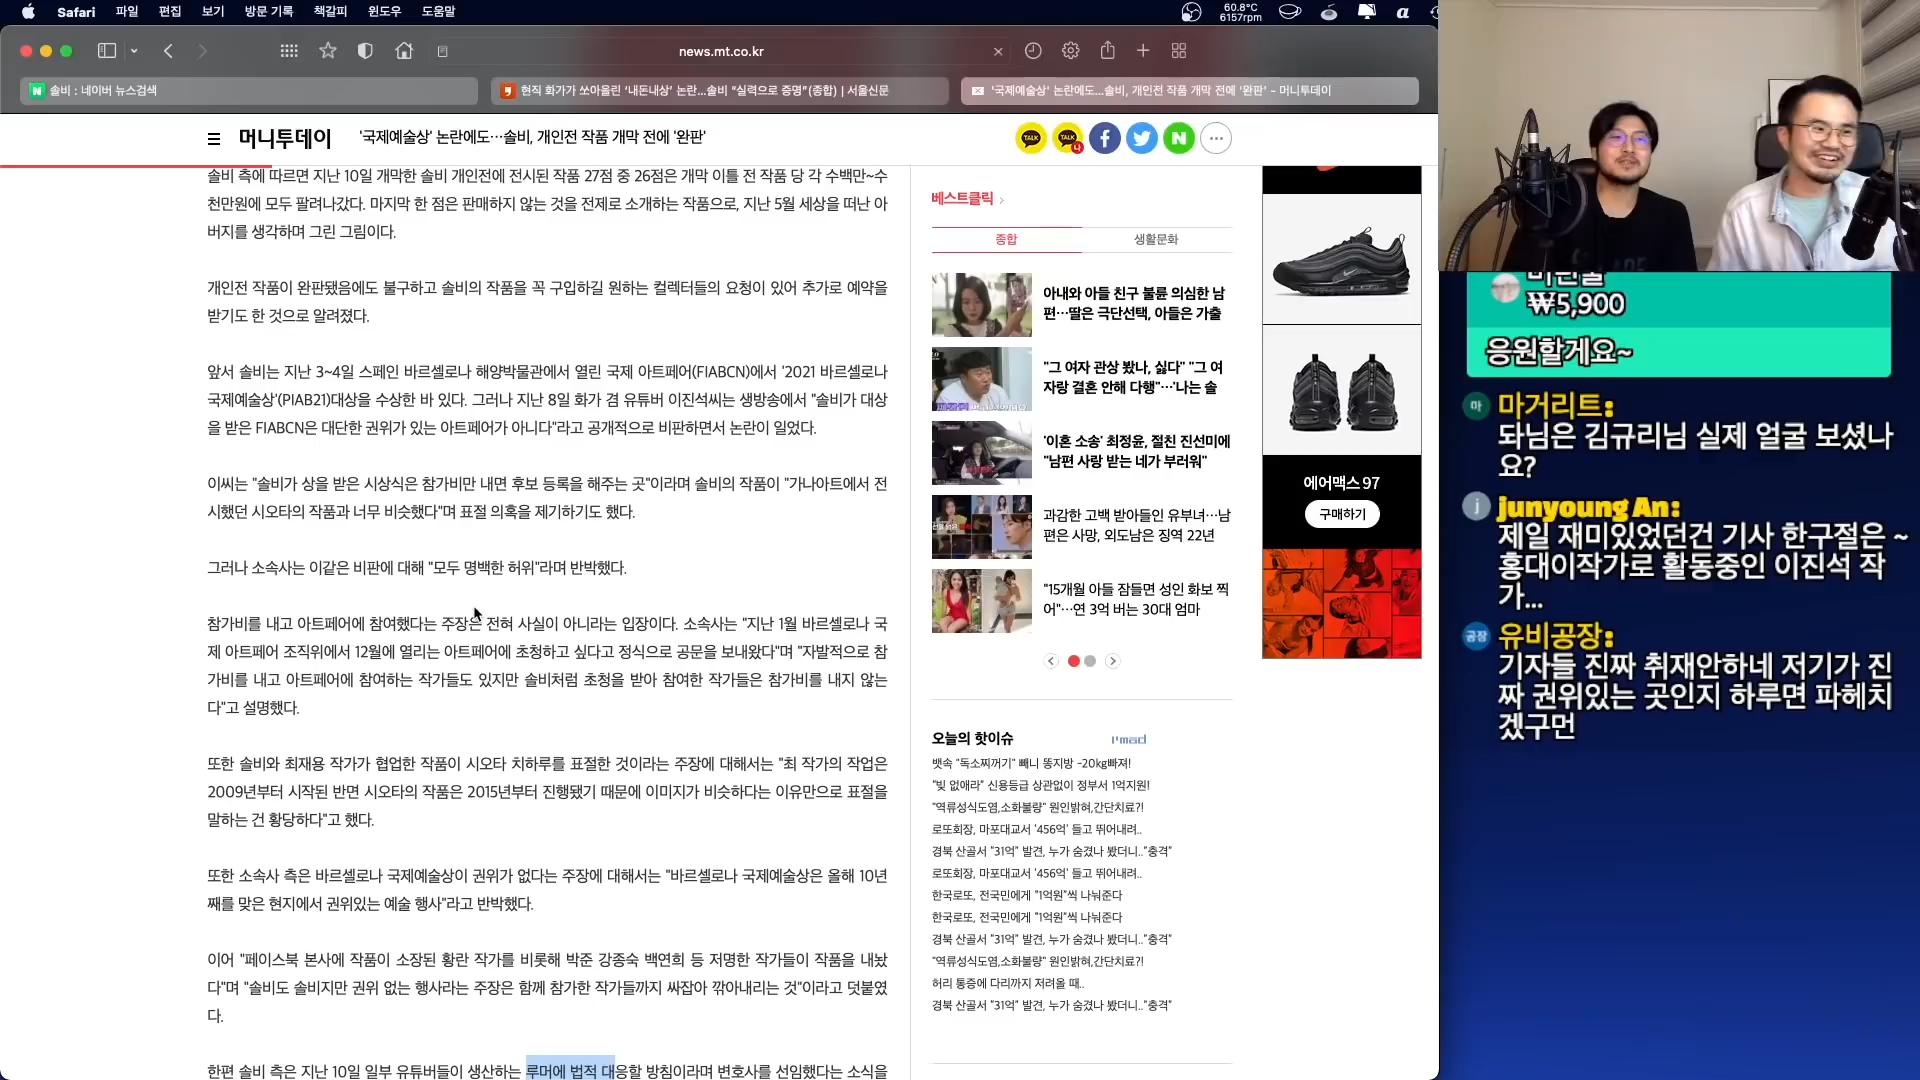 Safari 파일 편집 보기 방문 기록 책갈피 윈도우 도움말
60.8°C
6157rpm
news.mt.co.kr
솔비 : 네이버 뉴스검색
현직 화가가 쏘아올린 ‘내돈내상’ 논란...솔비 “실력으로 증명”(종합) | 서울신문
'국제예술상' 논란에도...솔비, 개인전 작품 개막 전에 '완판' - 머니투데이
머니투데이 '국제예술상' 논란에도…솔비, 개인전 작품 개막 전에 '완판'
TALK
TALK
나
솔비 측에 따르면 지난 10일 개막한 솔비 개인전에 전시된 작품 27점 중 26점은 개막 이틀 전 작품 당 각 수백만~수
천만원에 모두 팔려나갔다. 마지막 한 점은 판매하지 않는 것을 전제로 소개하는 작품으로, 지난 5월 세상을 떠난 아
버지를 생각하며 그린 그림이다.
개인전 작품이 완판됐음에도 불구하고 솔비의 작품을 꼭 구입하길 원하는 컬렉터들의 요청이 있어 추가로 예약을
받기도 한 것으로 알려졌다.
앞서 솔비는 지난 3~4일 스페인 바르셀로나 해양박물관에서 열린 국제 아트페어(FIABCN)에서 '2021 바르셀로나
국제예술상'(PIAB21)대상을 수상한 바 있다. 그러나 지난 8일 화가 겸 유튜버 이진석씨는 생방송에서 "솔비가 대상
을 받은 FIABCN은 대단한 권위가 있는 아트페어가 아니다"라고 공개적으로 비판하면서 논란이 일었다.
이씨는 "솔비가 상을 받은 시상식은 참가비만 내면 후보 등록을 해주는 곳"이라며 솔비의 작품이 "가나아트에서 전
시했던 시오타의 작품과 너무 비슷했다"며 표절 의혹을 제기하기도 했다.
그러나 소속사는 이같은 비판에 대해 "모두 명백한 허위"라며 반박했다.
참가비를 내고 아트페어에 참여했다는 주장은 전혀 사실이 아니라는 입장이다. 소속사는 "지난 1월 바르셀로나 국
제 아트페어 조직위에서 12월에 열리는 아트페어에 초청하고 싶다고 정식으로 공문을 보내왔다"며 "자발적으로 참
가비를 내고 아트페어에 참여하는 작가들도 있지만 솔비처럼 초청을 받아 참여한 작가들은 참가비를 내지 않는
다"고 설명했다.
또한 솔비와 최재용 작가가 협업한 작품이 시오타 치하루를 표절한 것이라는 주장에 대해서는 "최 작가의 작업은
2009년부터 시작된 반면 시오타의 작품은 2015년부터 진행됐기 때문에 이미지가 비슷하다는 이유만으로 표절을
말하는 건 황당하다"고 했다.
또한 소속사 측은 바르셀로나 국제예술상이 권위가 없다는 주장에 대해서는 "바르셀로나 국제예술상은 올해 10년
째를 맞은 현지에서 권위있는 예술 행사"라고 반박했다.
이어 "페이스북 본사에 작품이 소장된 황란 작가를 비롯해 박준 강종숙 백연희 등 저명한 작가들이 작품을 내놨
다"며 "솔비도 솔비지만 권위 없는 행사라는 주장은 함께 참가한 작가들까지 싸잡아 깎아내리는 것"이라고 덧붙였
다.
한편 솔비 측은 지난 10일 일부 유튜버들이 생산하는 루머에 법적 대응할 방침이라며 변호사를 선임했다는 소식을
베스트클릭
종합 생활문화
아내와 아들 친구 불륜 의심한 남
편…딸은 극단선택, 아들은 가출
"그 여자 관상 봤나, 싫다" "그 여
자랑 결혼 안해 다행"…'나는 솔
'이혼 소송' 최정윤, 절친 진선미에
"남편 사랑 받는 네가 부러워"
과감한 고백 받아들인 유부녀…남
편은 사망, 외도남은 징역 22년
"15개월 아들 잠들면 성인 화보 찍
어"…연 3억 버는 30대 엄마
오늘의 핫이슈
뱃속 "독소찌꺼기" 빼니 똥지방 -20kg빠져!
"빚 없애라" 신용등급 상관없이 정부서 1억지원!
"역류성식도염,소화불량" 원인밝혀,간단치료?!
로또회장, 마포대교서 '456억' 들고 뛰어내려..
경북 산골서 "31억" 발견, 누가 숨겼나 봤더니.."충격"
로또회장, 마포대교서 '456억' 들고 뛰어내려..
한국로또, 전국민에게 "1억원"씩 나눠준다
한국로또, 전국민에게 "1억원"씩 나눠준다
경북 산골서 "31억" 발견, 누가 숨겼나 봤더니.."충격"
"역류성식도염,소화불량" 원인밝혀,간단치료?!
허리 통증에 다리까지 저려올 때..
경북 산골서 "31억" 발견, 누가 숨겼나 봤더니.."충격"
에어맥스 97
구매하기
₩5,900
응원할게요~
마 마거리트:
돠님은 김규리님 실제 얼굴 보셨나
요?
j junyoung An:
제일 재미있었던건 기사 한구절은 ~
홍대이작가로 활동중인 이진석 작
가...
공장 유비공장:
기자들 진짜 취재안하네 저기가 진
짜 권위있는 곳인지 하루면 파헤치
겠구먼